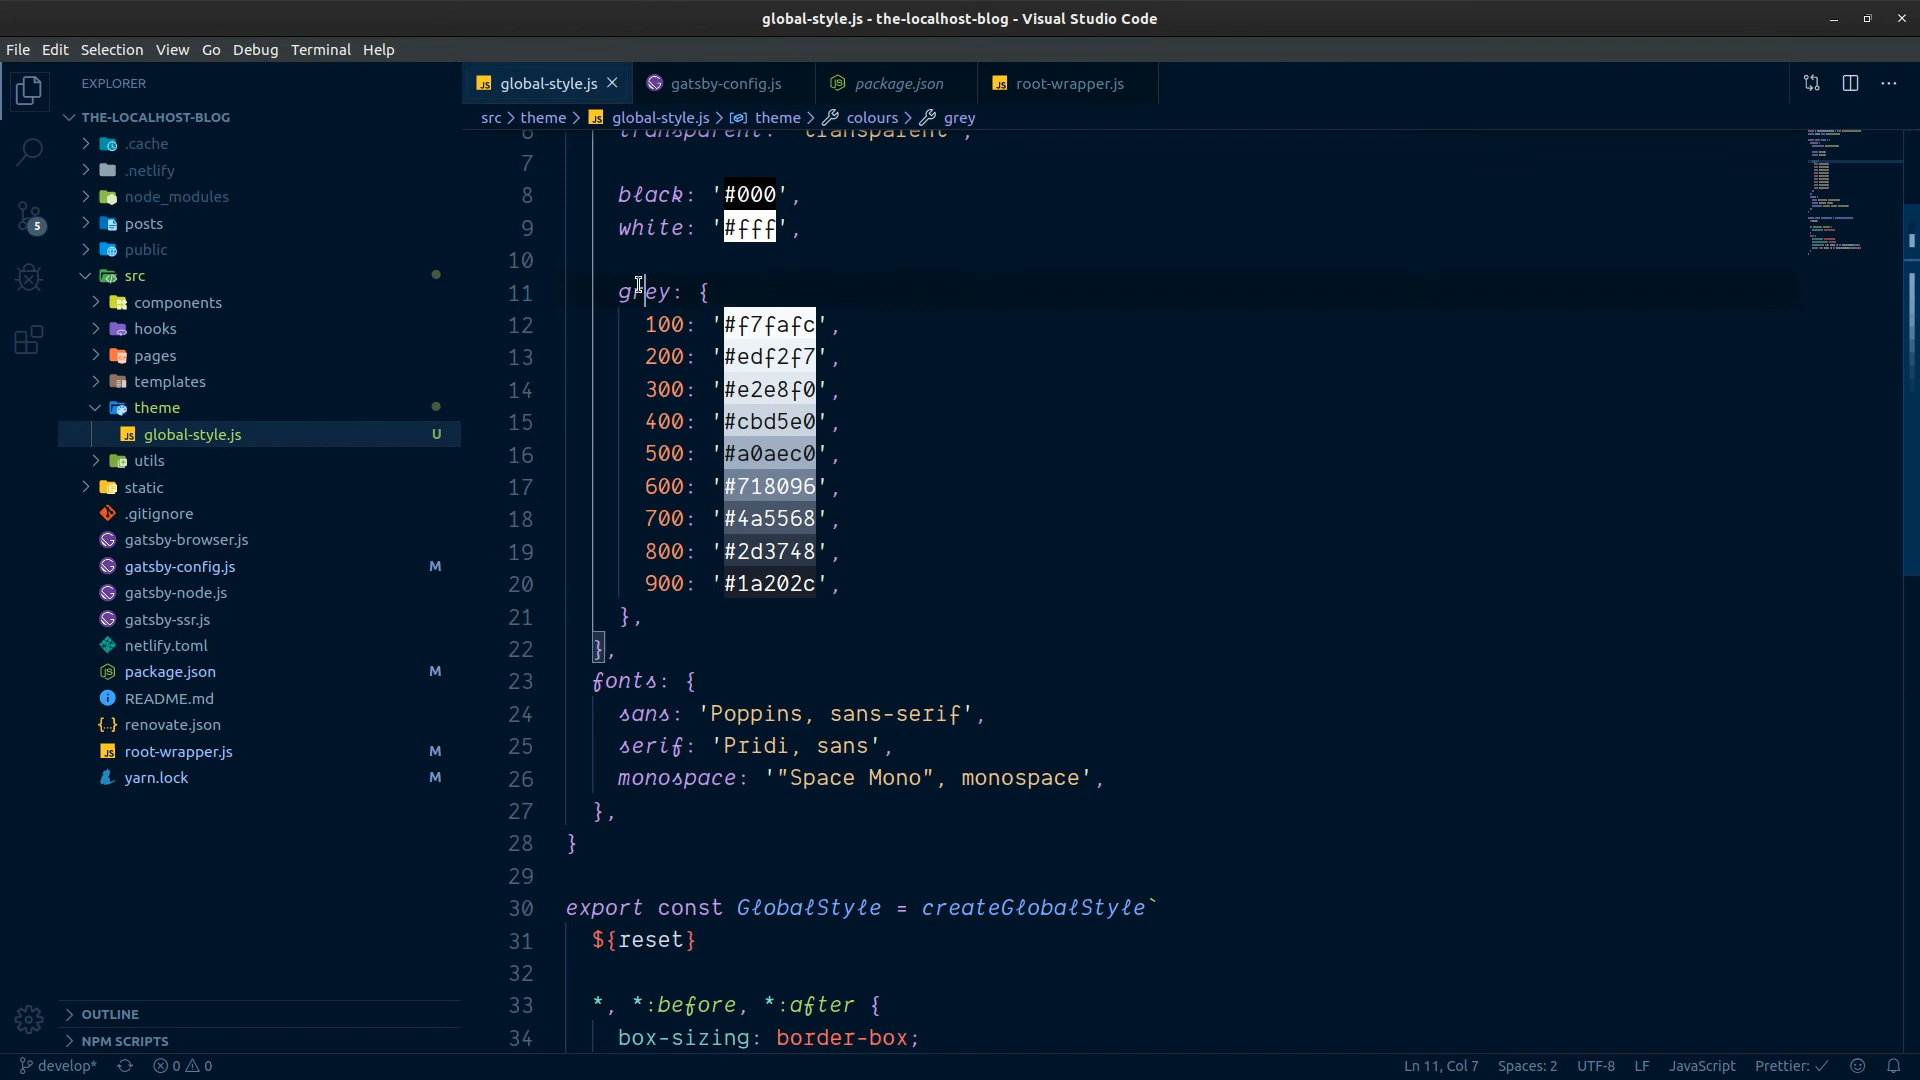 global-style.js - the-localhost-blog - Visual Studio Code
File Edit Selection View Go Debug Terminal Help
EXPLORER
THE-LOCALHOST-BLOG
.cache
.netlify
node_modules
posts
public
src
components
hooks
pages
templates
theme
global-style.js U
utils
static
.gitignore
gatsby-browser.js
gatsby-config.js M
gatsby-node.js
gatsby-ssr.js
netlify.toml
package.json M
README.md
renovate.json
root-wrapper.js M
yarn.lock M
OUTLINE
NPM SCRIPTS
5
global-style.js gatsby-config.js package.json root-wrapper.js
src > theme > global-style.js > theme > colours > grey
6 transparent: 'transparent',
7
8 black: '#000',
9 white: '#fff',
10
11 grey: {
12 100: '#f7fafc',
13 200: '#edf2f7',
14 300: '#e2e8f0',
15 400: '#cbd5e0',
16 500: '#a0aec0',
17 600: '#718096',
18 700: '#4a5568',
19 800: '#2d3748',
20 900: '#1a202c',
21 },
22 },
23 fonts: {
24 sans: 'Poppins, sans-serif',
25 serif: 'Pridi, sans',
26 monospace: '"Space Mono", monospace',
27 },
28 }
29
30 export const GlobalStyle = createGlobalStyle`
31 ${reset}
32
33 *, *:before, *:after {
34 box-sizing: border-box;
develop* 0 0 Ln 11, Col 7 Spaces: 2 UTF-8 LF JavaScript Prettier: ✓